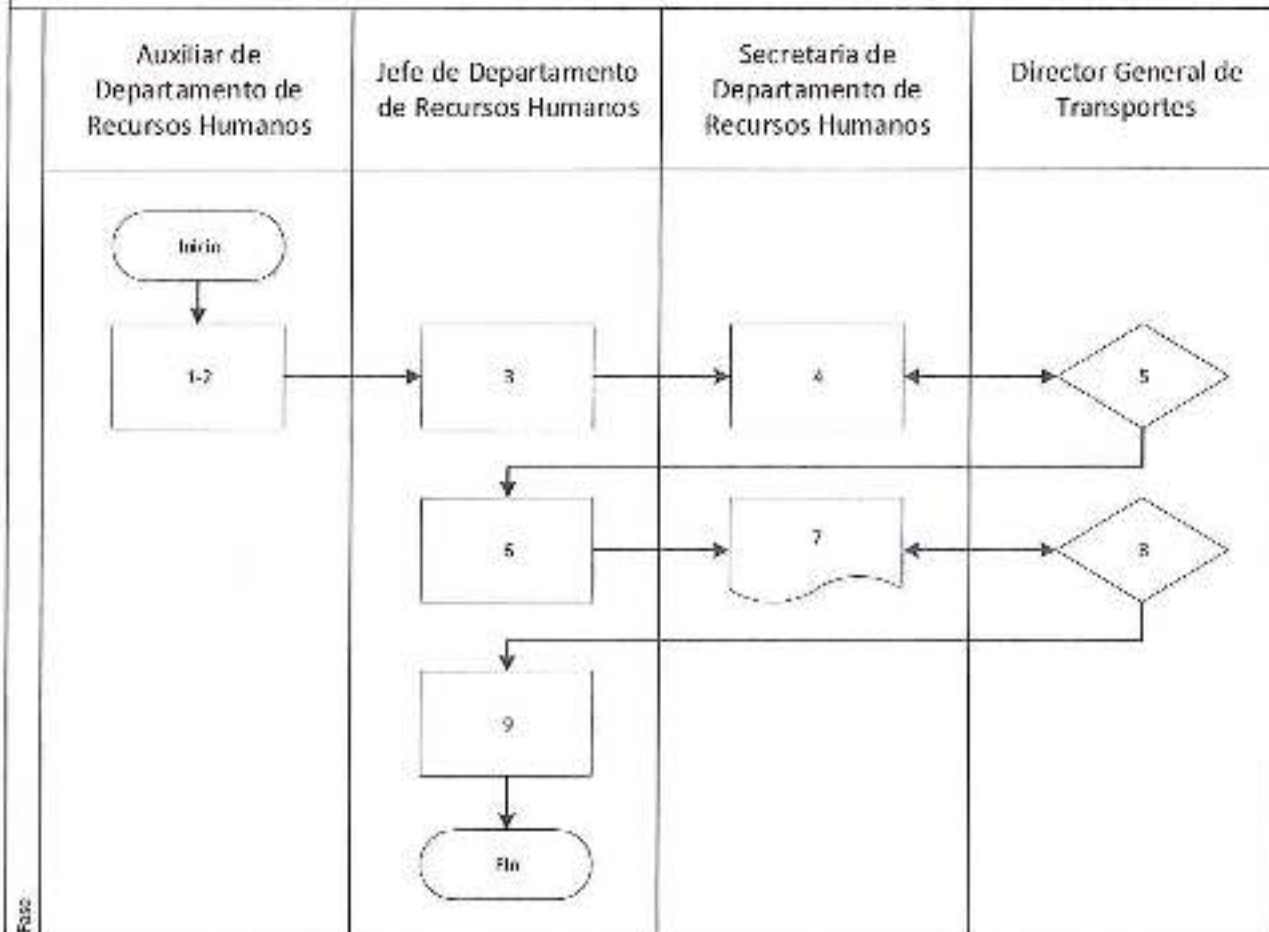 Auxiliar de
Departamento de
Recursos Humanos
Jefe de Departamento
de Recursos Humanos
Secretaria de
Departamento de
Recursos Humanos
Director General de
Transportes
Inicio
1-2
3
4
5
6
7
8
9
Fin
Fase